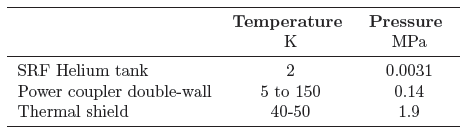 Temperature Pressure
K MPa
SRF Helium tank 2 0.0031
Power coupler double-wall 5 to 150 0.14
Thermal shield 40-50 1.9